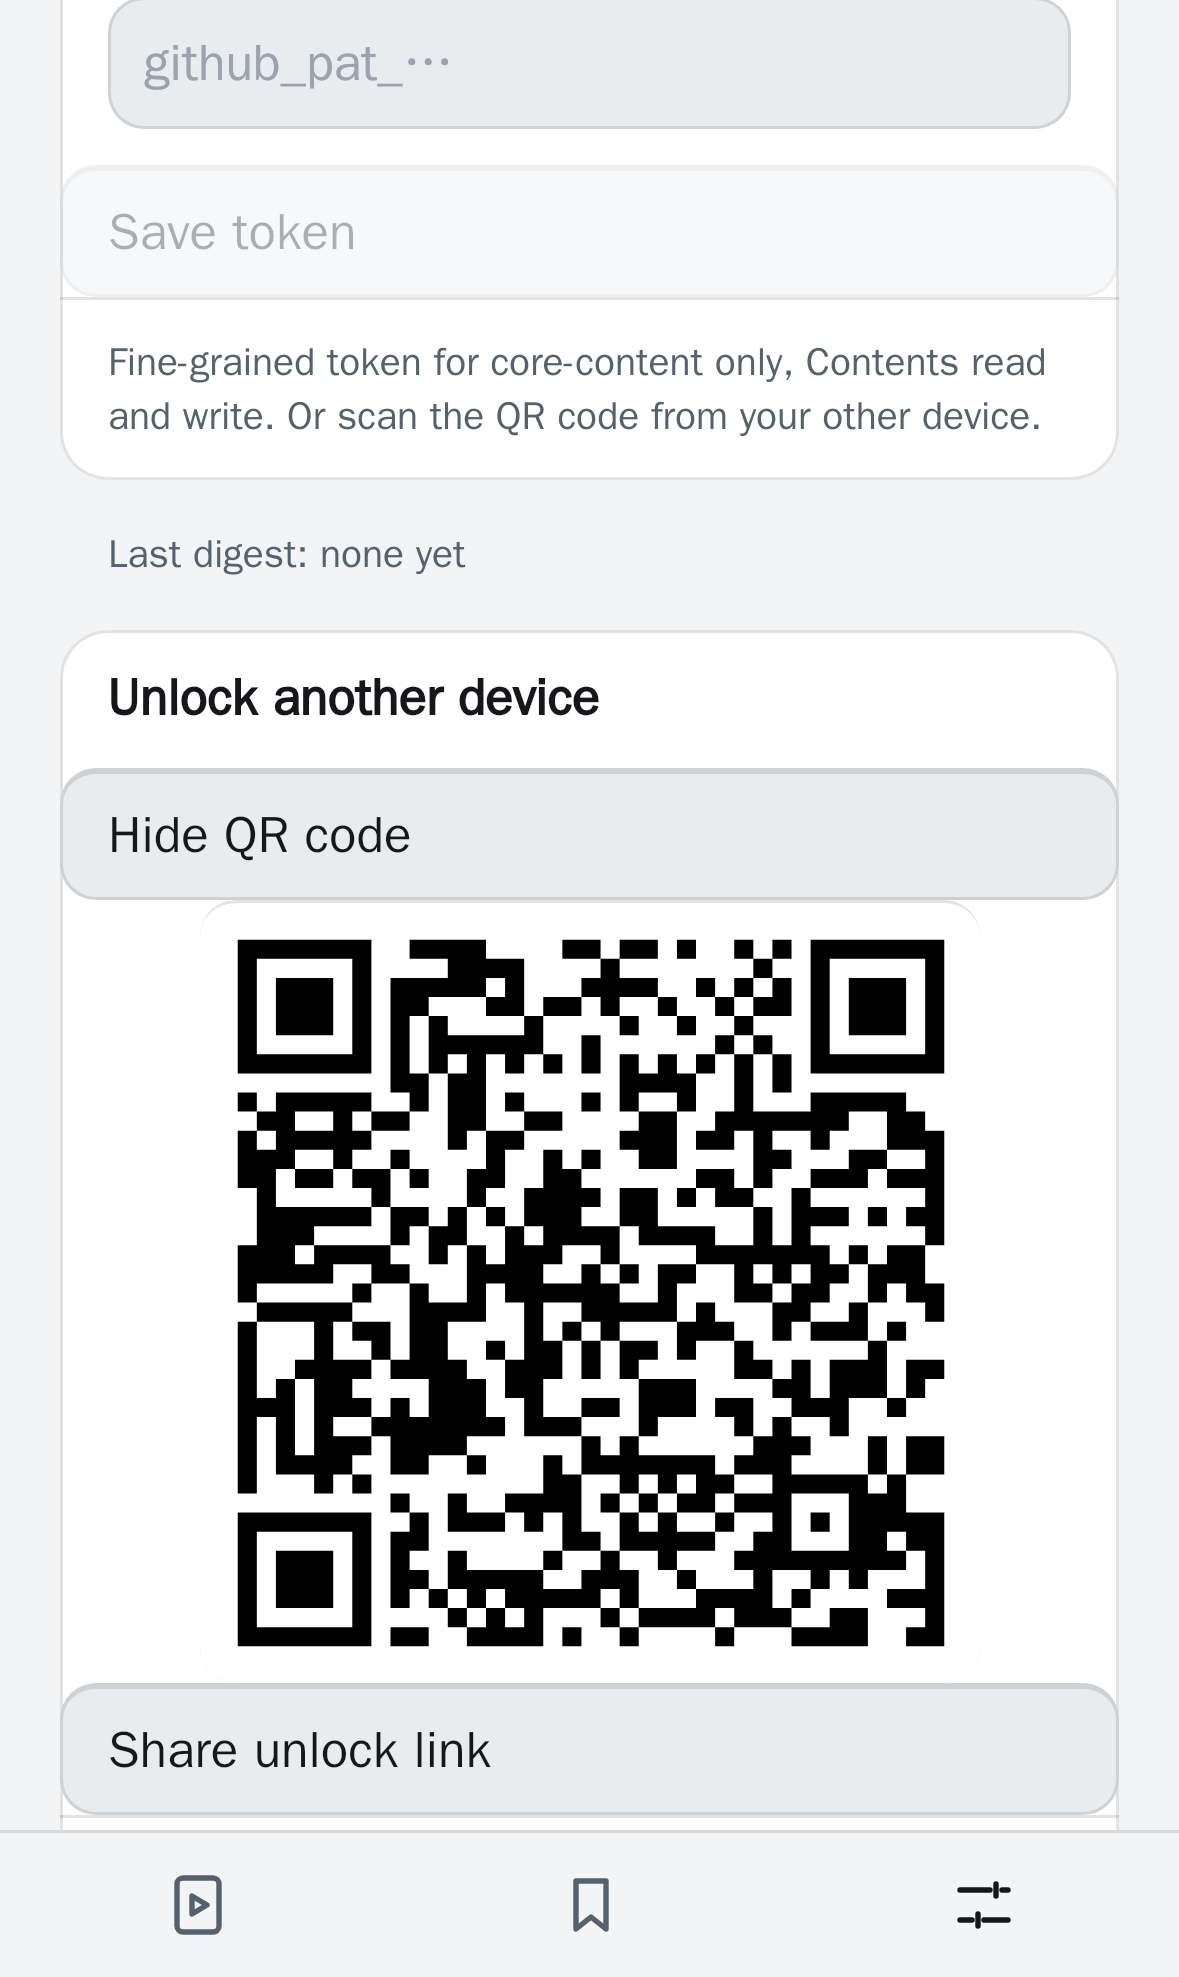 github_pat_…
Save token
Fine-grained token for core-content only, Contents read
and write. Or scan the QR code from your other device.
Last digest: none yet
Unlock another device
Hide QR code
Share unlock link